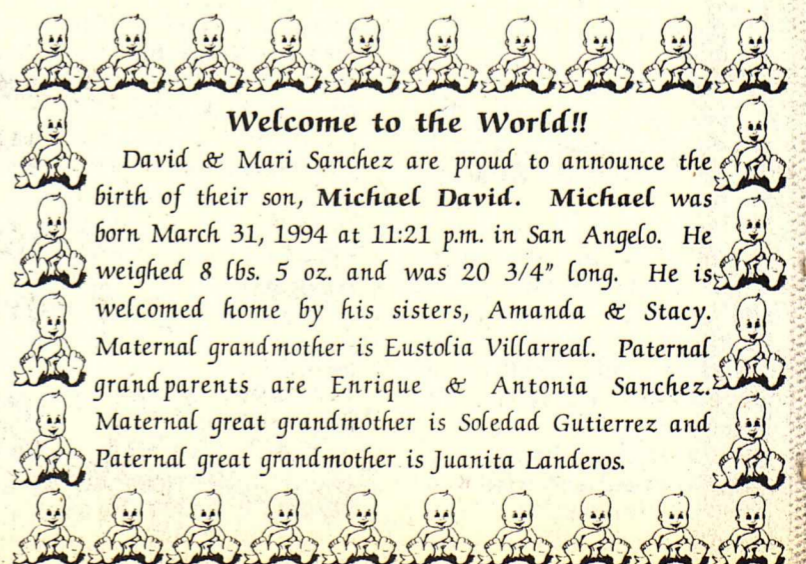 Welcome to the World!!
David & Mari Sanchez are proud to announce the
birth of their son, Michael David. Michael was
born March 31, 1994 at 11:21 p.m. in San Angelo. He
weighed 8 lbs. 5 oz. and was 20 3/4" long. He is
welcomed home by his sisters, Amanda & Stacy.
Maternal grandmother is Eustolia Villarreal. Paternal
grandparents are Enrique & Antonia Sanchez.
Maternal great grandmother is Soledad Gutierrez and
Paternal great grandmother is Juanita Landeros.